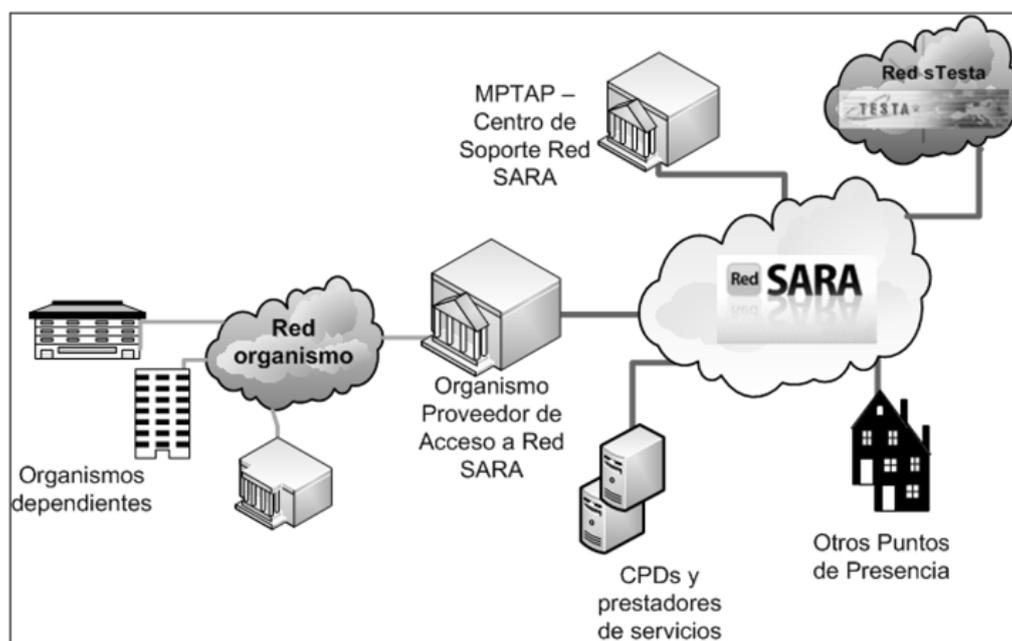 MPTAP –
Centro de
Soporte Red
SARA
Red sTesta
TESTA
Red SARA
Red
organismo
Organismo
Proveedor de
Acceso a Red
SARA
Organismos
dependientes
CPDs y
prestadores
de servicios
Otros Puntos
de Presencia